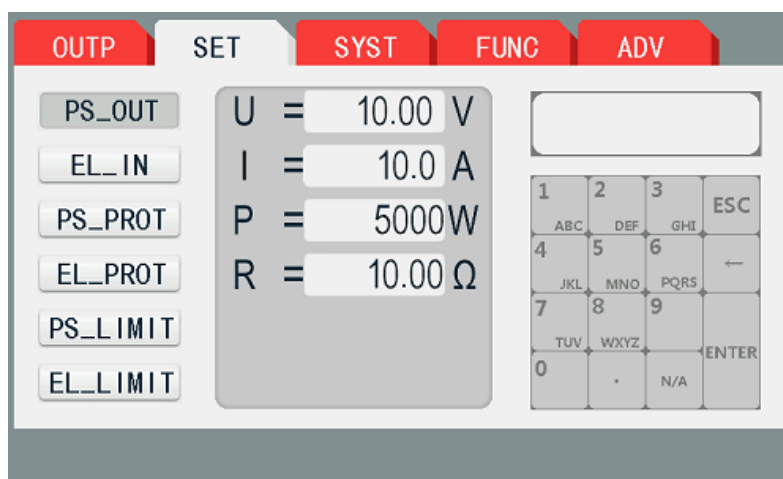 OUTP SET SYST FUNC ADV
PS_OUT
EL_IN
PS_PROT
EL_PROT
PS_LIMIT
EL_LIMIT
U = 10.00 V
I = 10.0 A
P = 5000W
R = 10.00 Ω
1 ABC 2 DEF 3 GHI ESC
4 JKL 5 MNO 6 PQRS ←
7 TUV 8 WXYZ 9 ENTER
0 . N/A